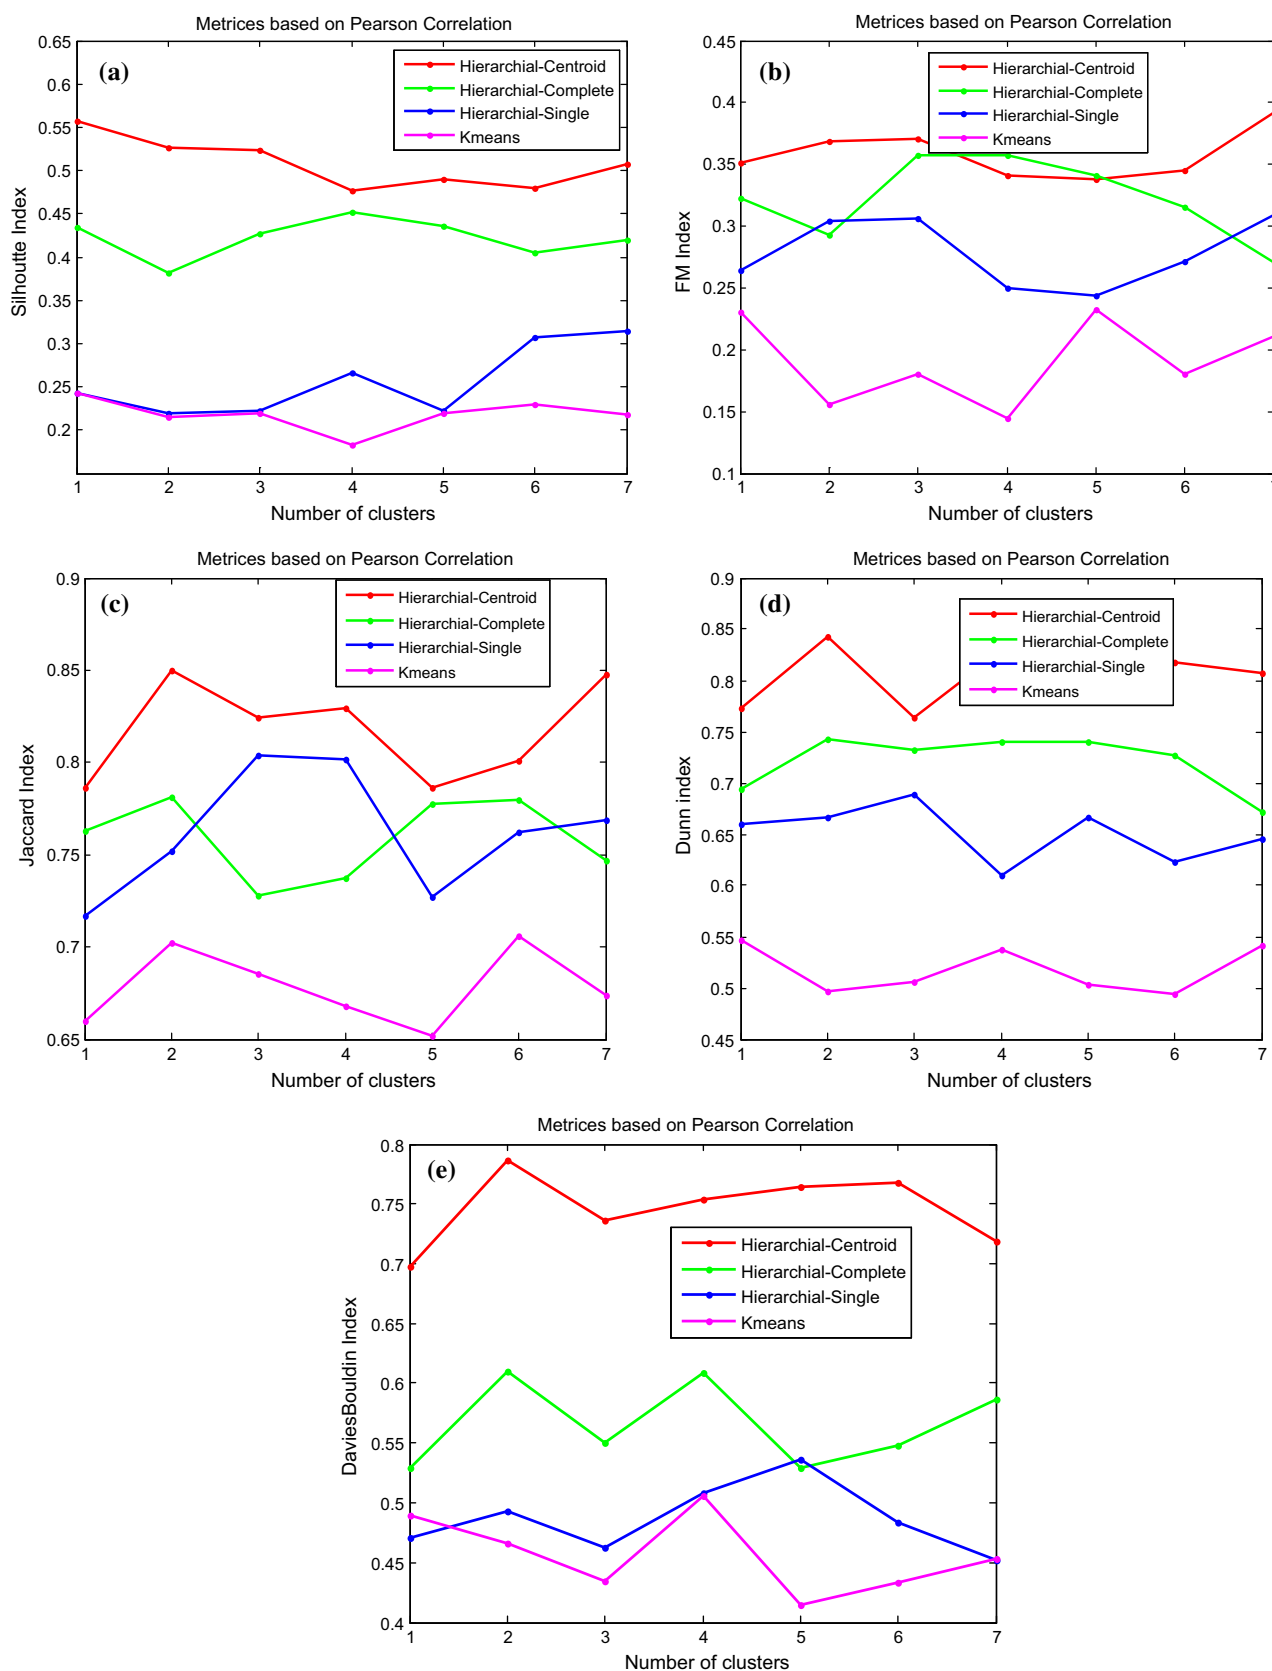 Metrices based on Pearson Correlation
(a)
Hierarchial-Centroid
Hierarchial-Complete
Hierarchial-Single
Kmeans
0.65
0.6
0.55
0.5
0.45
0.4
0.35
0.3
0.25
0.2
Silhoutte Index
1 2 3 4 5 6 7
Number of clusters
Metrices based on Pearson Correlation
(b)
Hierarchial-Centroid
Hierarchial-Complete
Hierarchial-Single
Kmeans
0.45
0.4
0.35
0.3
0.25
0.2
0.15
0.1
FM Index
1 2 3 4 5 6 7
Number of clusters
Metrices based on Pearson Correlation
(c)
Hierarchial-Centroid
Hierarchial-Complete
Hierarchial-Single
Kmeans
0.9
0.85
0.8
0.75
0.7
0.65
Jaccard Index
1 2 3 4 5 6 7
Number of clusters
Metrices based on Pearson Correlation
(d)
Hierarchial-Centroid
Hierarchial-Complete
Hierarchial-Single
Kmeans
0.9
0.85
0.8
0.75
0.7
0.65
0.6
0.55
0.5
0.45
Dunn index
1 2 3 4 5 6 7
Number of clusters
Metrices based on Pearson Correlation
(e)
Hierarchial-Centroid
Hierarchial-Complete
Hierarchial-Single
Kmeans
0.8
0.75
0.7
0.65
0.6
0.55
0.5
0.45
0.4
DaviesBouldin Index
1 2 3 4 5 6 7
Number of clusters